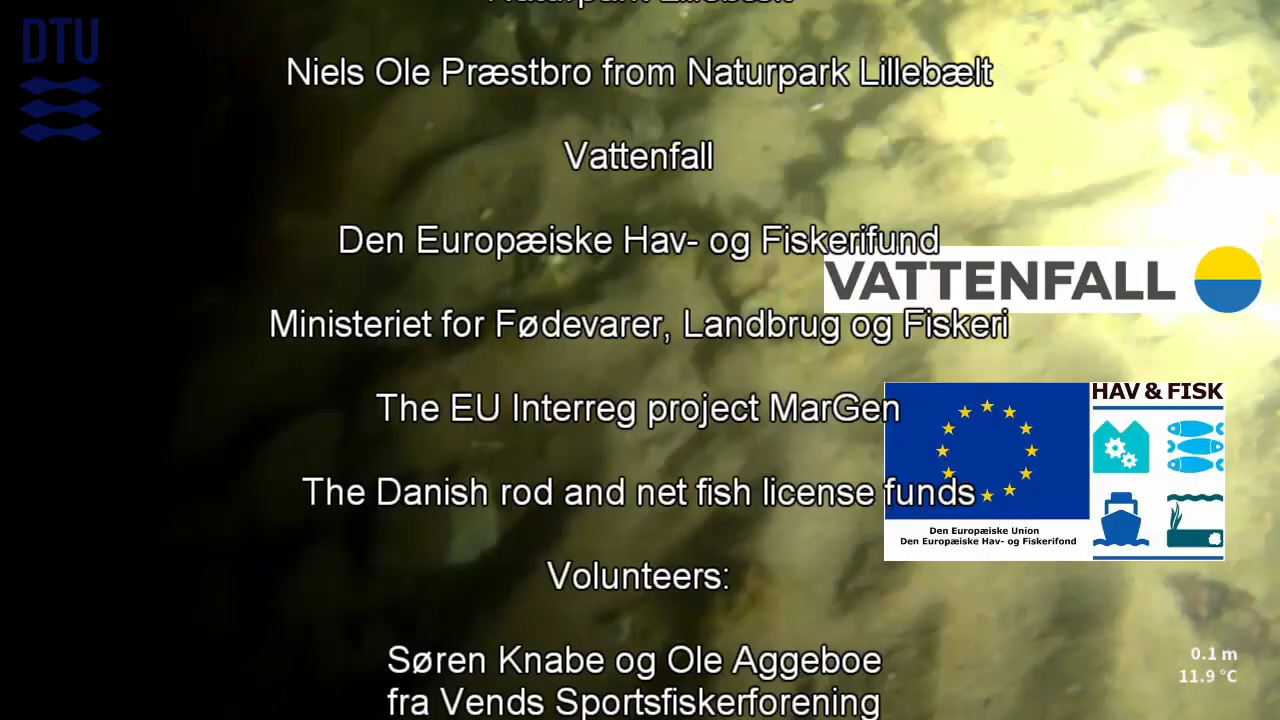 Naturpark Lillebælt
DTU
Niels Ole Præstbro from Naturpark Lillebælt
Vattenfall
Den Europæiske Hav- og Fiskerifund
VATTENFALL
Ministeriet for Fødevarer, Landbrug og Fiskeri
HAV & FISK
The EU Interreg project MarGen
The Danish rod and net fish license funds
Den Europæiske Union
Den Europæiske Hav- og Fiskerifond
Volunteers:
Søren Knabe og Ole Aggeboe
fra Vends Sportsfiskerforening
0.1 m
11.9 °C